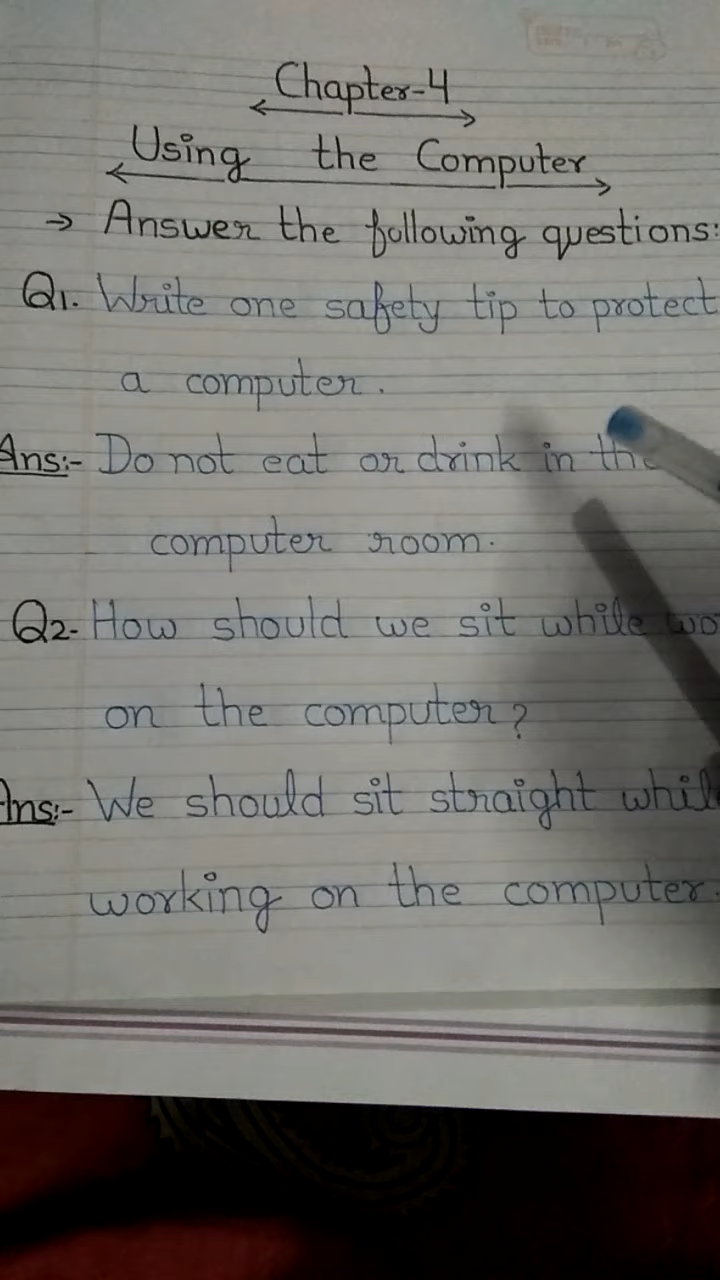 Chapter-4
Using the Computer
→ Answer the following questions:
Q1. Write one safety tip to protect
a computer.
Ans:- Do not eat or drink in the
computer room.
Q2- How should we sit while wo
on the computer?
Ans:- We should sit straight whil
working on the computer.